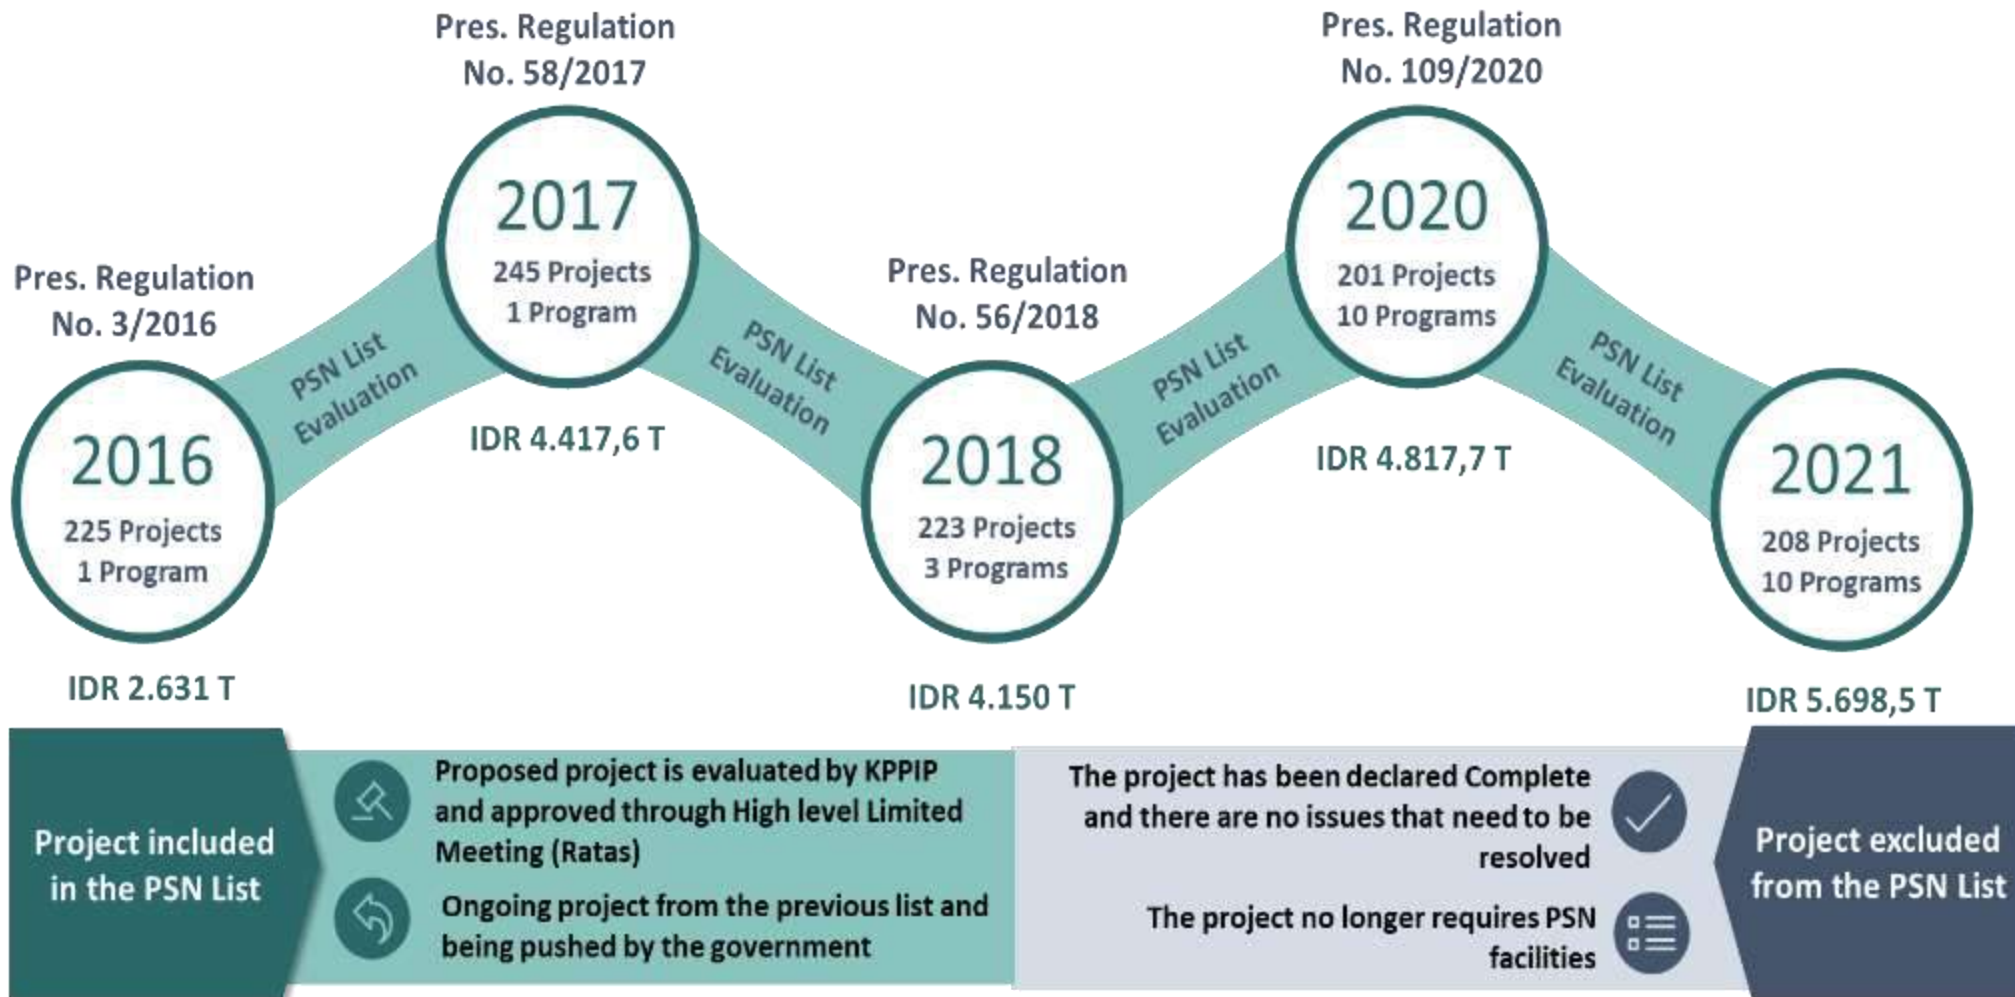 Pres. Regulation
No. 3/2016
2016
225 Projects
1 Program
IDR 2.631 T
PSN List
Evaluation
Pres. Regulation
No. 58/2017
2017
245 Projects
1 Program
IDR 4.417,6 T
PSN List
Evaluation
Pres. Regulation
No. 56/2018
2018
223 Projects
3 Programs
IDR 4.150 T
PSN List
Evaluation
Pres. Regulation
No. 109/2020
2020
201 Projects
10 Programs
IDR 4.817,7 T
PSN List
Evaluation
2021
208 Projects
10 Programs
IDR 5.698,5 T
Project included
in the PSN List
Proposed project is evaluated by KPPIP
and approved through High level Limited
Meeting (Ratas)
Ongoing project from the previous list and
being pushed by the government
The project has been declared Complete
and there are no issues that need to be
resolved
The project no longer requires PSN
facilities
Project excluded
from the PSN List